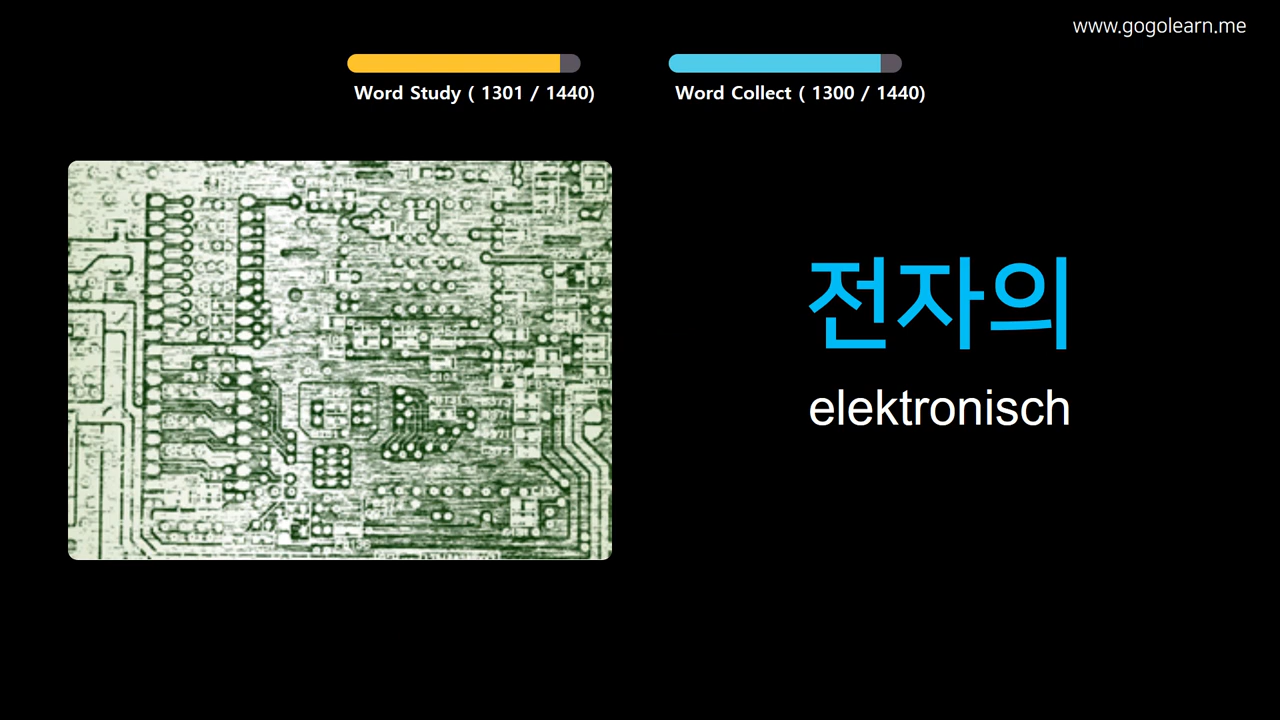 www.gogolearn.me
Word Study ( 1301 / 1440)
Word Collect ( 1300 / 1440)
전자의
elektronisch